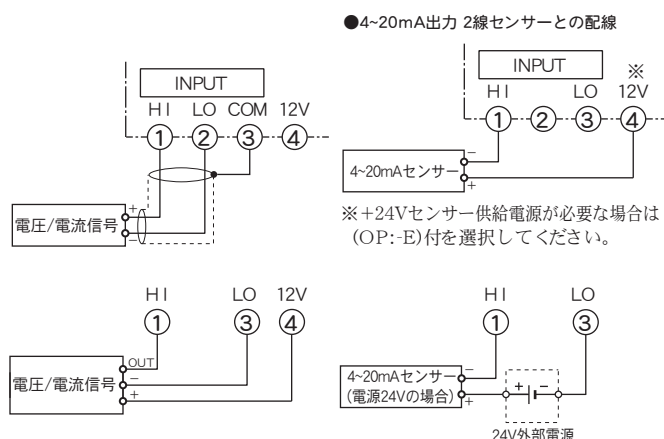 ●4~20mA出力 2線センサーとの配線
INPUT
HI LO COM 12V
① ② ③ ④
+
電圧/電流信号
−
INPUT
※
HI LO 12V
① ② ③ ④
−
4~20mAセンサー
+
※+24Vセンサー供給電源が必要な場合は
(OP:-E)付を選択してください。
HI LO 12V
① ③ ④
OUT
電圧/電流信号
−
+
HI LO
① ③
−
4~20mAセンサー
(電源24Vの場合)
+
+ −
24V外部電源